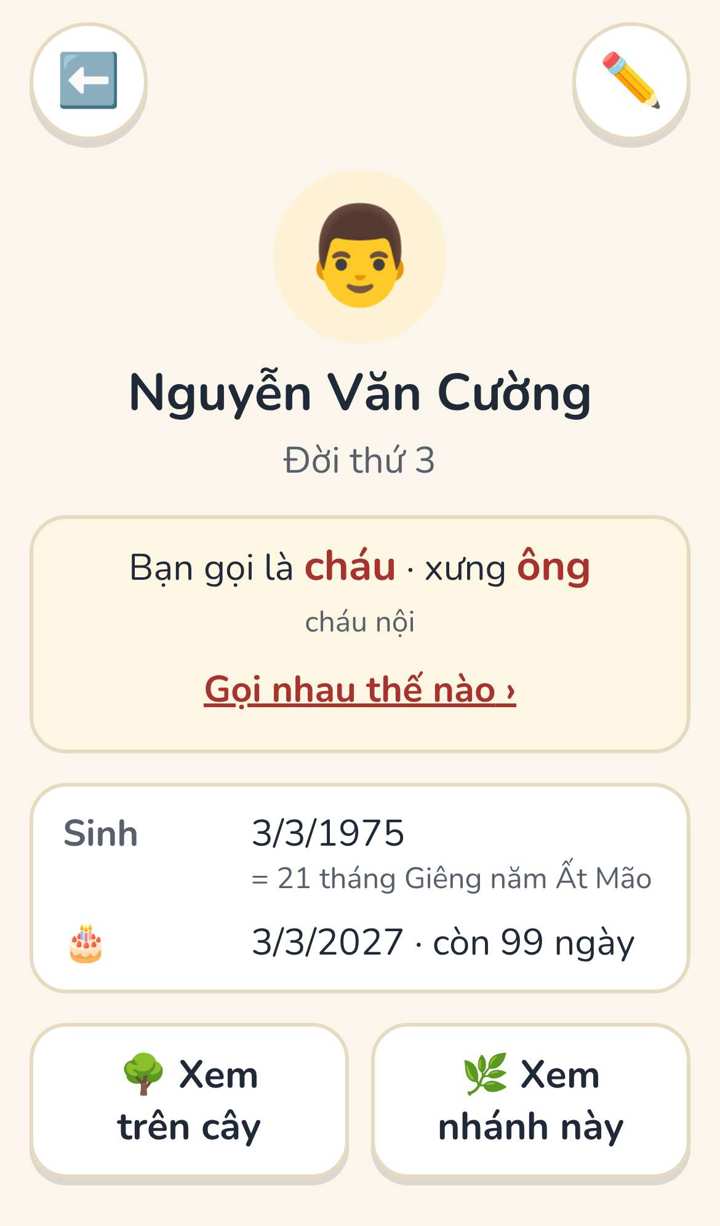 Nguyễn Văn Cường
Đời thứ 3
Bạn gọi là cháu · xưng ông
cháu nội
Gọi nhau thế nào ›
Sinh 3/3/1975
= 21 tháng Giêng năm Ất Mão
3/3/2027 · còn 99 ngày
Xem
trên cây
Xem
nhánh này